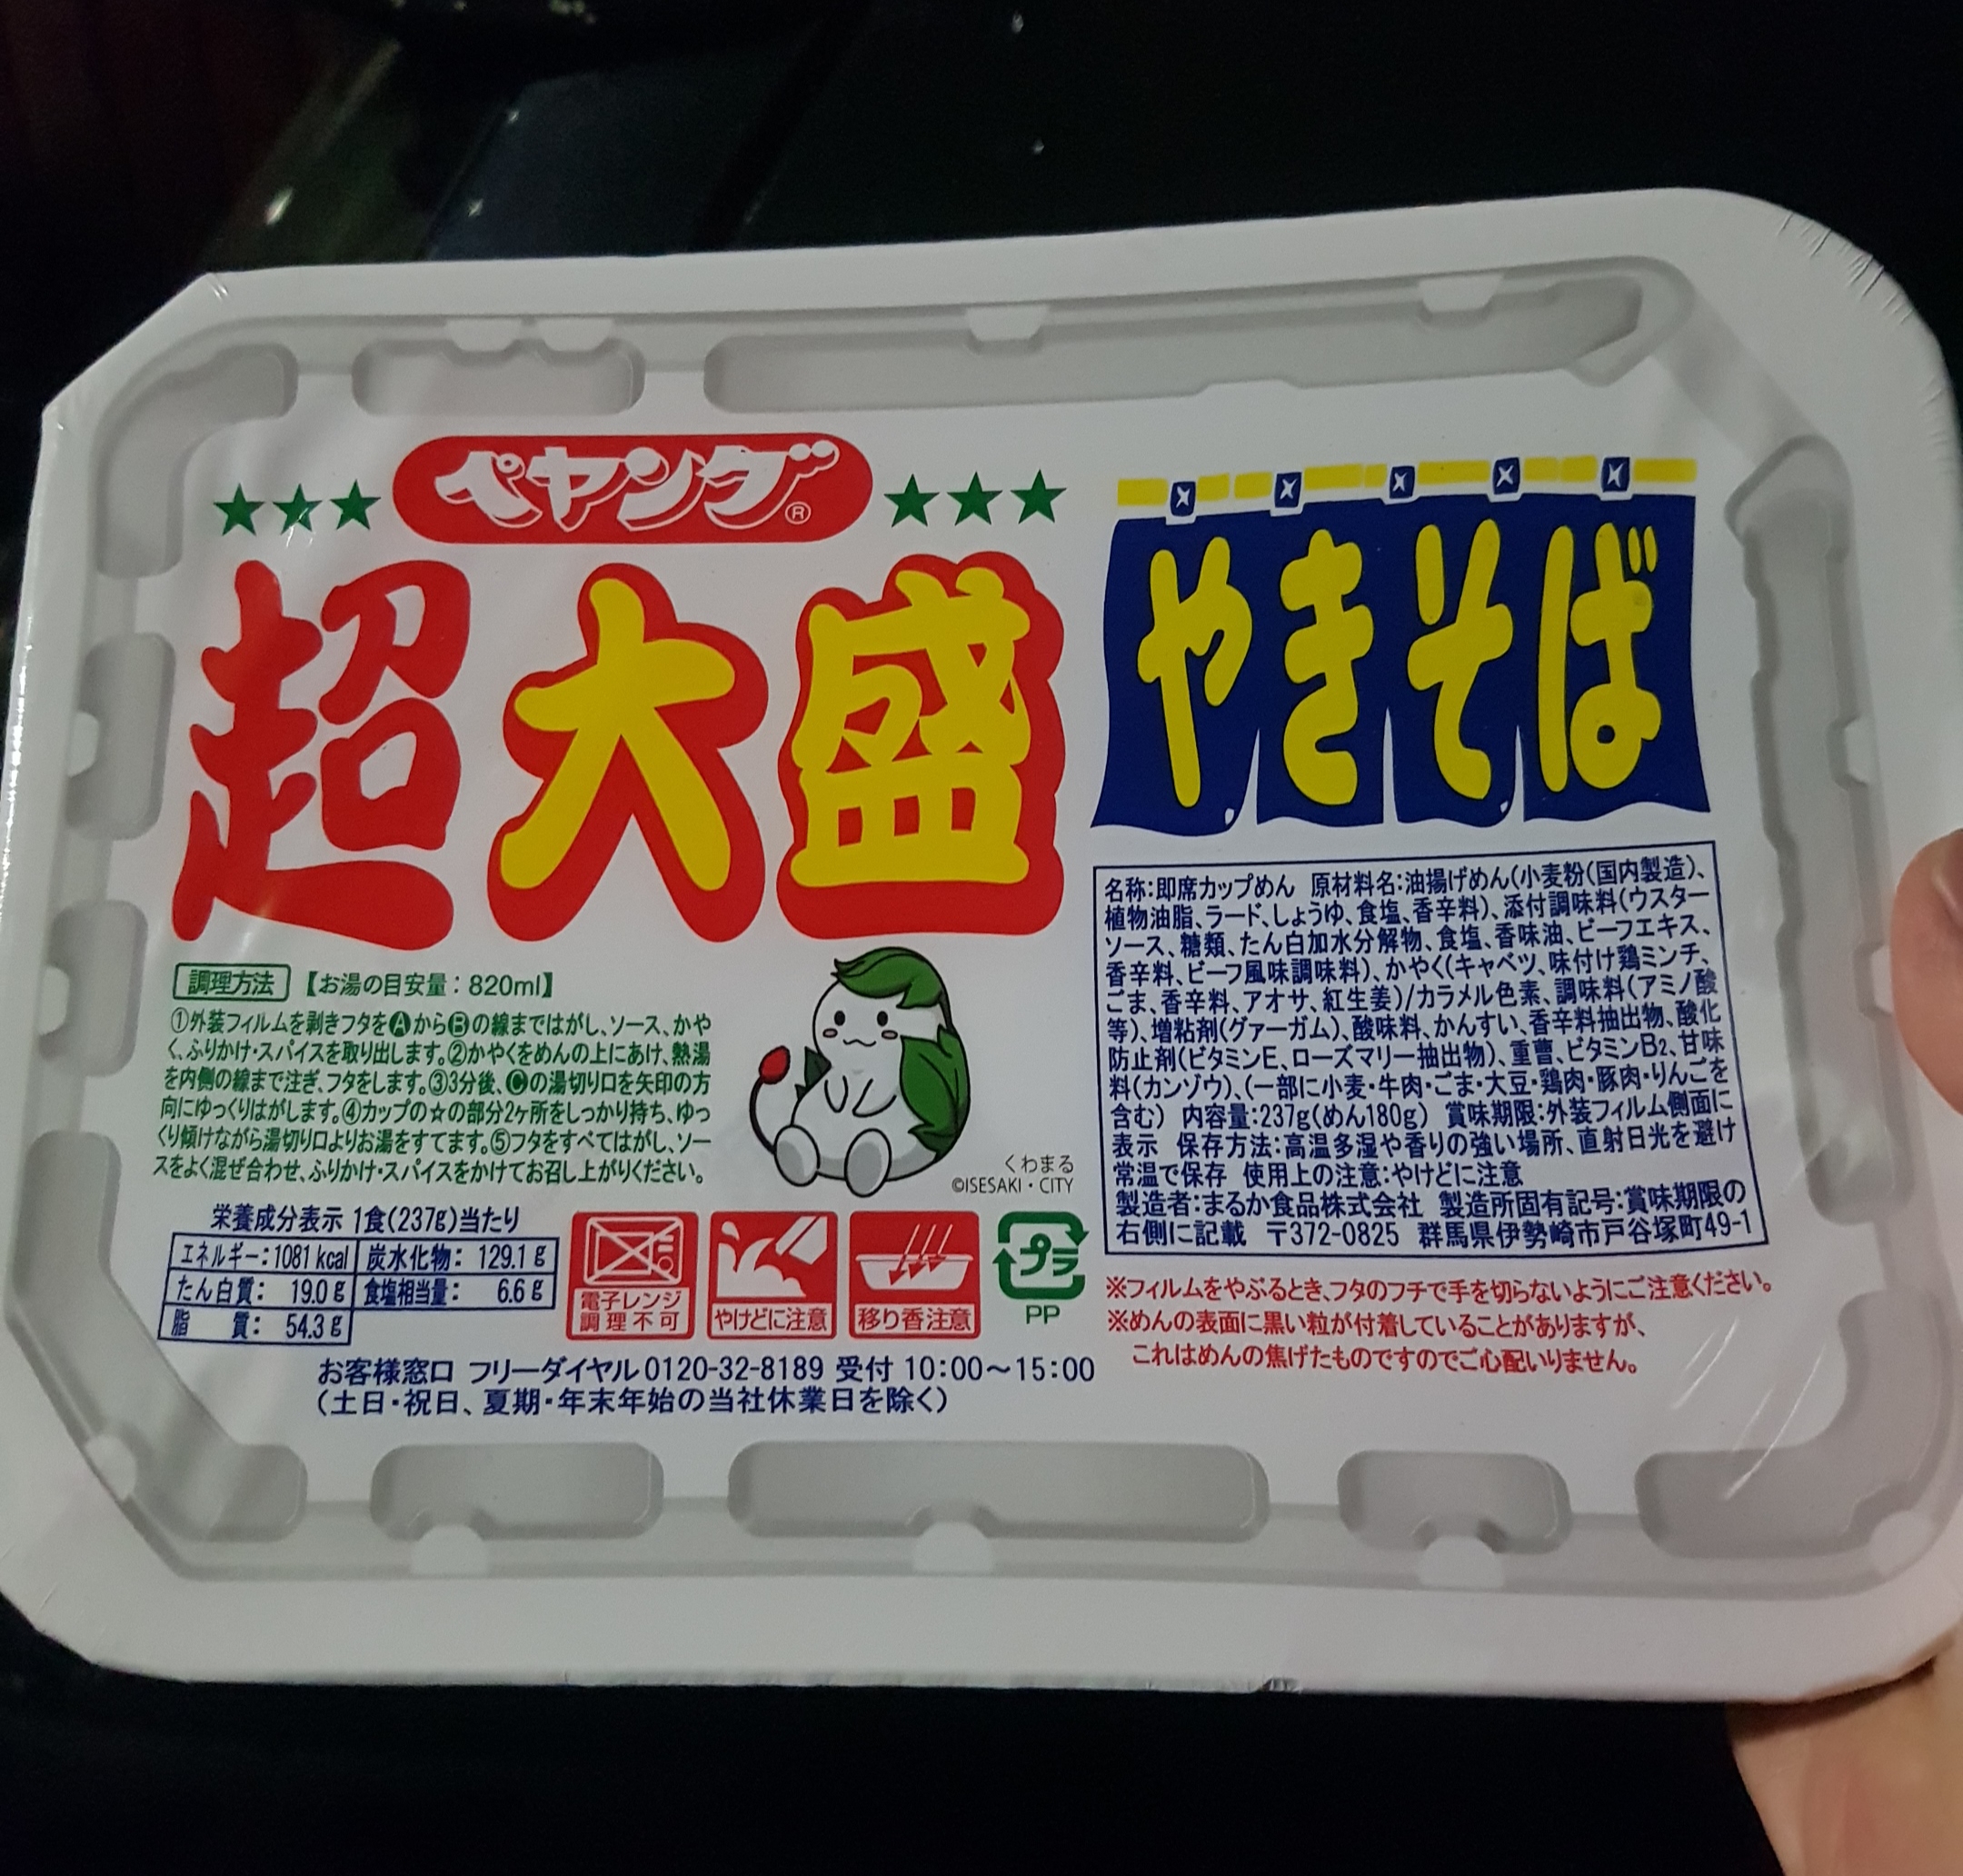 ペヤング®
超大盛
やきそば
調理方法 【お湯の目安量：820ml】
①外装フィルムを剥きフタをⒶからⒷの線まではがし、ソース、かや
く、ふりかけ・スパイスを取り出します。②かやくをめんの上にあけ、熱湯
を内側の線まで注ぎ、フタをします。③3分後、Ⓒの湯切り口を矢印の方
向にゆっくりはがします。④カップの☆の部分2ヶ所をしっかり持ち、ゆっ
くり傾けながら湯切り口よりお湯をすてます。⑤フタをすべてはがし、ソー
スをよく混ぜ合わせ、ふりかけ・スパイスをかけてお召し上がりください。
くわまる
©ISESAKI・CITY
栄養成分表示 1食(237g)当たり
エネルギー：1081 kcal 炭水化物： 129.1 g
たん白質： 19.0 g 食塩相当量： 6.6 g
脂　質： 54.3 g
電子レンジ
調理不可
やけどに注意
移り香注意
プラ
PP
お客様窓口 フリーダイヤル 0120-32-8189 受付 10:00～15:00
（土日・祝日、夏期・年末年始の当社休業日を除く）
名称：即席カップめん 原材料名：油揚げめん（小麦粉（国内製造）、
植物油脂、ラード、しょうゆ、食塩、香辛料）、添付調味料（ウスター
ソース、糖類、たん白加水分解物、食塩、香味油、ビーフエキス、
香辛料、ビーフ風味調味料）、かやく（キャベツ、味付け鶏ミンチ、
ごま、香辛料、アオサ、紅生姜）/カラメル色素、調味料（アミノ酸
等）、増粘剤（グァーガム）、酸味料、かんすい、香辛料抽出物、酸化
防止剤（ビタミンE、ローズマリー抽出物）、重曹、ビタミンB2、甘味
料（カンゾウ）、（一部に小麦・牛肉・ごま・大豆・鶏肉・豚肉・りんごを
含む） 内容量：237g（めん180g） 賞味期限：外装フィルム側面に
表示 保存方法：高温多湿や香りの強い場所、直射日光を避け
常温で保存 使用上の注意：やけどに注意
製造者：まるか食品株式会社 製造所固有記号：賞味期限の
右側に記載 〒372-0825 群馬県伊勢崎市戸谷塚町49-1
※フィルムをやぶるとき、フタのフチで手を切らないようにご注意ください。
※めんの表面に黒い粒が付着していることがありますが、
これはめんの焦げたものですのでご心配いりません。